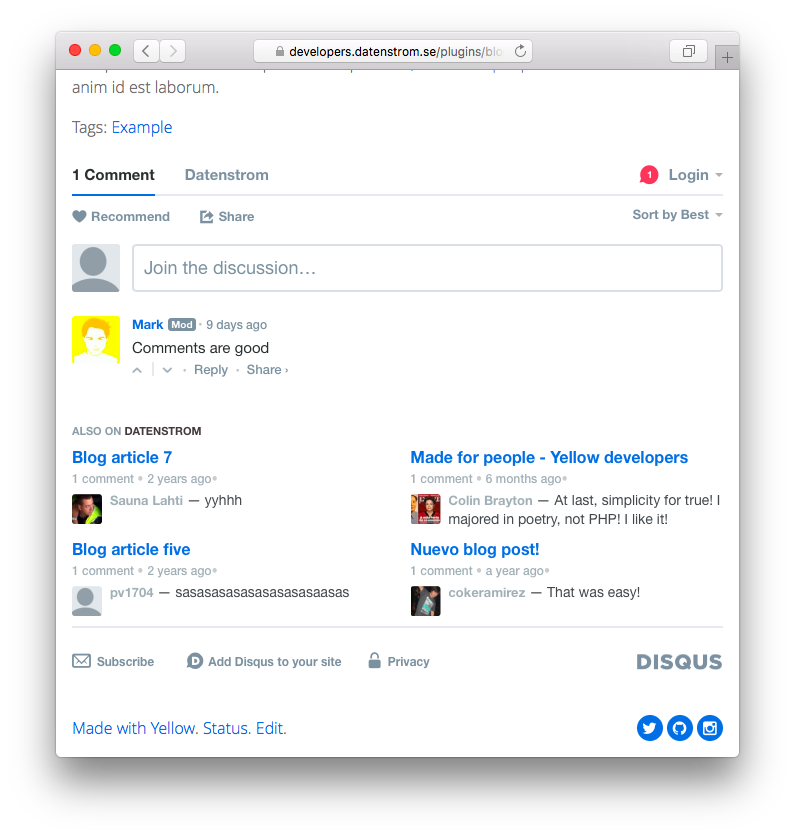 developers.datenstrom.se/plugins/blo
anim id est laborum.
Tags: Example
1 Comment Datenstrom 1 Login
Recommend Share Sort by Best
Join the discussion…
Mark Mod • 9 days ago
Comments are good
• Reply • Share ›
ALSO ON DATENSTROM
Blog article 7
1 comment • 2 years ago•
Sauna Lahti — yyhhh
Made for people - Yellow developers
1 comment • 6 months ago•
Colin Brayton — At last, simplicity for true! I
majored in poetry, not PHP! I like it!
Blog article five
1 comment • 2 years ago•
pv1704 — sasasasasasasasasasaasas
Nuevo blog post!
1 comment • a year ago•
cokeramirez — That was easy!
Subscribe D Add Disqus to your site Privacy DISQUS
Made with Yellow. Status. Edit.